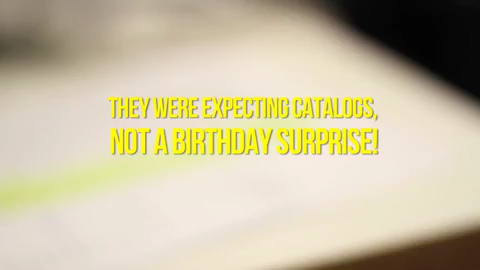 THEY WERE EXPECTING CATALOGS,
NOT A BIRTHDAY SURPRISE!